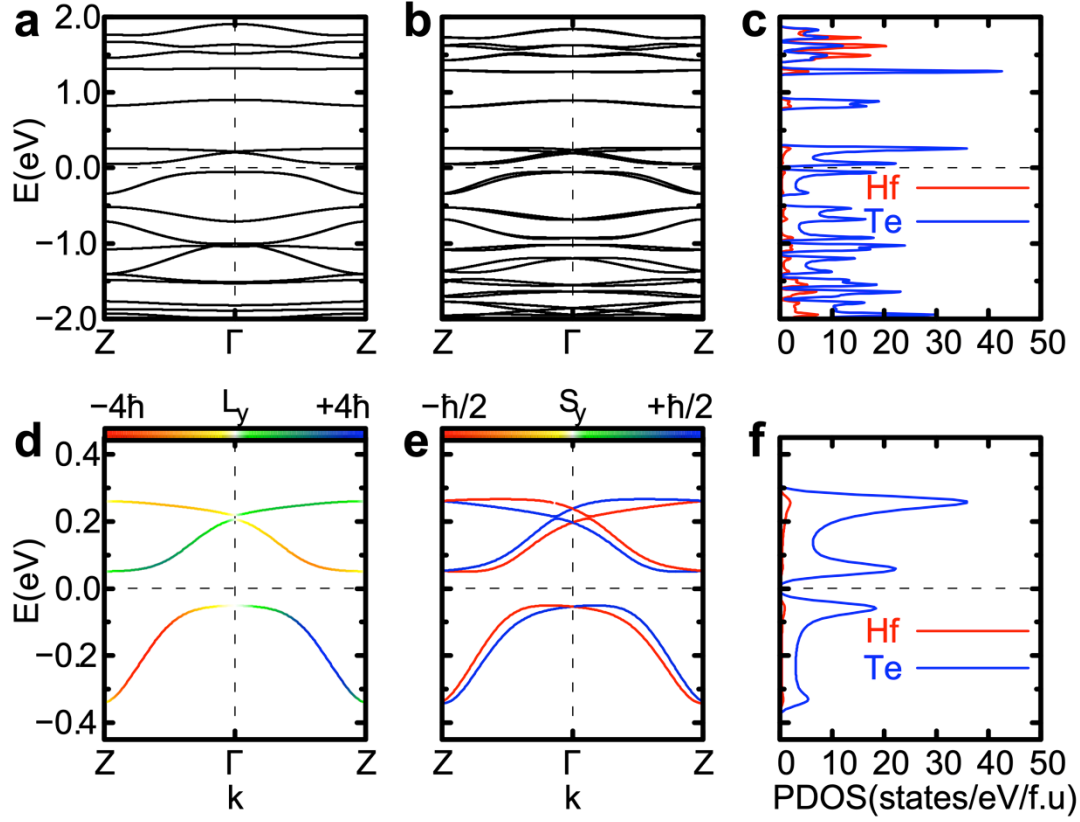 a
b
c
2.0
1.0
0.0
−1.0
−2.0
E(eV)
Z Γ Z
Z Γ Z
0 10 20 30 40 50
Hf
Te
d
−4ħ L_y +4ħ
e
−ħ/2 S_y +ħ/2
f
0.4
0.2
0.0
−0.2
−0.4
E(eV)
Z Γ Z
k
Z Γ Z
k
Hf
Te
0 10 20 30 40 50
PDOS(states/eV/f.u)